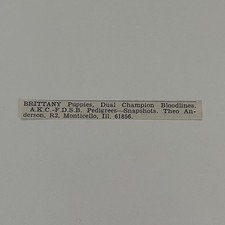 BRITTANY Puppies, Dual Champion Bloodlines.
A.K.C.-F.D.S.B. Pedigrees—Snapshots. Theo An-
derson, R2, Monticello, Ill. 61856.